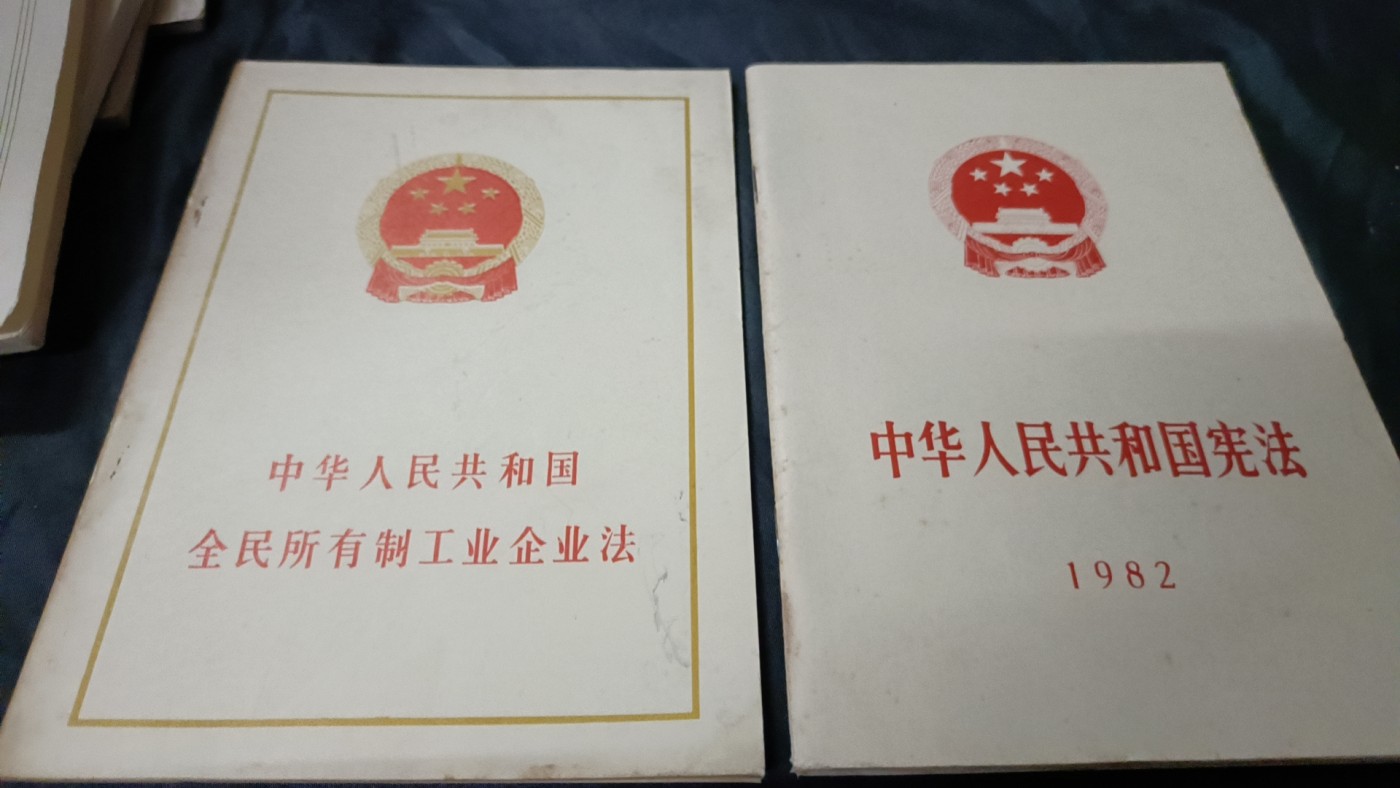 中华人民共和国
全民所有制工业企业法
中华人民共和国宪法
1982